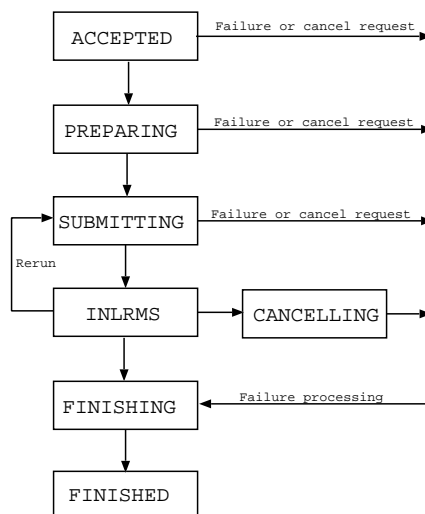 ACCEPTED
Failure or cancel request
PREPARING
Failure or cancel request
SUBMITTING
Failure or cancel request
Rerun
INLRMS
CANCELLING
FINISHING
Failure processing
FINISHED